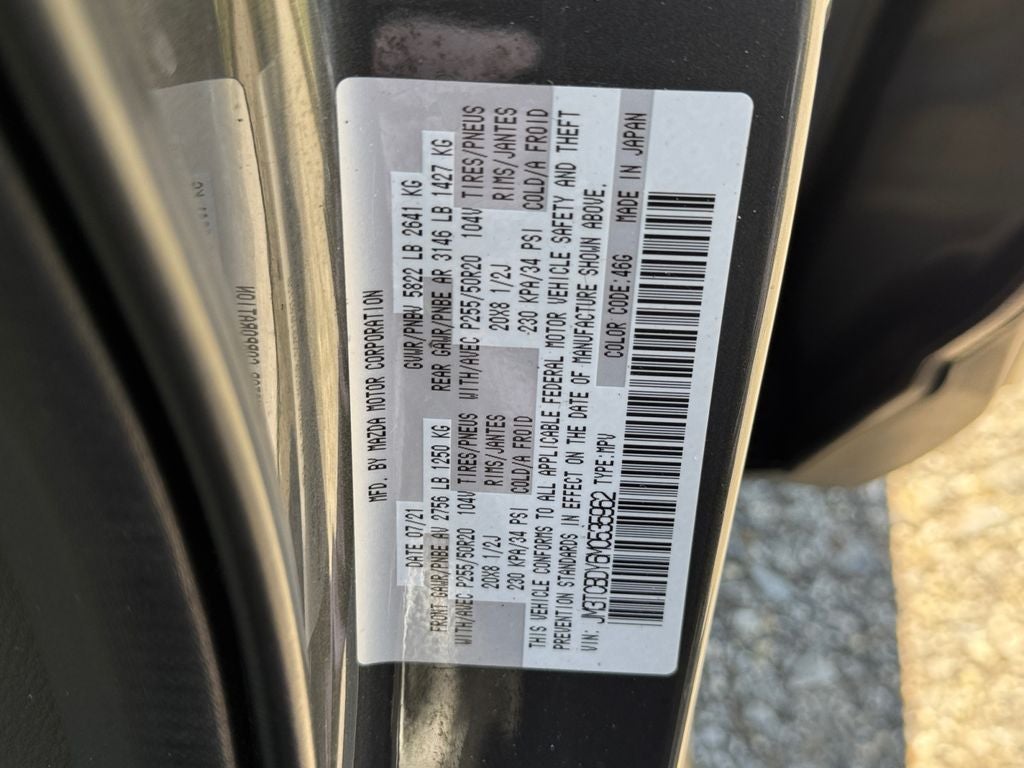 MFD. BY MAZDA MOTOR CORPORATION
DATE 07/21 GVWR/PNBV 5822 LB 2641 KG
FRONT GAWR/PNBE AV 2756 LB 1250 KG REAR GAWR/PNBE AR 3146 LB 1427 KG
WITH/AVEC P255/50R20 104V TIRES/PNEUS WITH/AVEC P255/50R20 104V TIRES/PNEUS
20X8 1/2J RIMS/JANTES 20X8 1/2J RIMS/JANTES
230 KPA/34 PSI COLD/A FROID 230 KPA/34 PSI COLD/A FROID
THIS VEHICLE CONFORMS TO ALL APPLICABLE FEDERAL MOTOR VEHICLE SAFETY AND THEFT
PREVENTION STANDARDS IN EFFECT ON THE DATE OF MANUFACTURE SHOWN ABOVE.
VIN: JM3TCBDY6M0535962 TYPE:MPV COLOR CODE:46G MADE IN JAPAN
CORPORATION